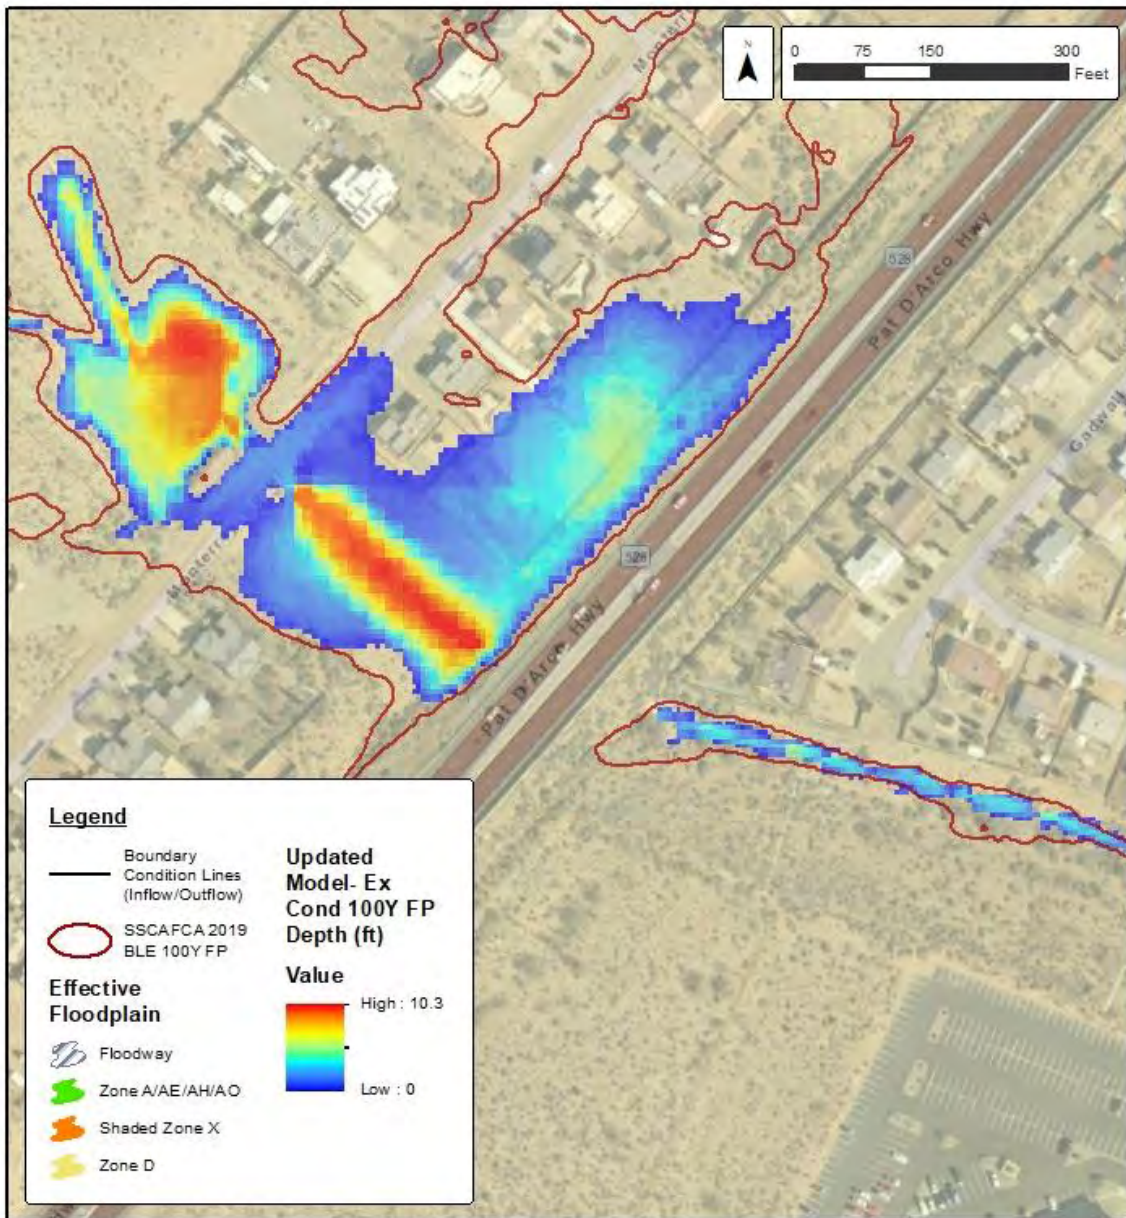 N
0 75 150 300
Feet
528
Pat D'Arco Hwy
Gadwall
528
Pat D'Arco Hwy
Legend
Boundary
Condition Lines
(Inflow/Outflow)
SSCAFCA 2019
BLE 100Y FP
Effective
Floodplain
Floodway
Zone A/AE/AH/AO
Shaded Zone X
Zone D
Updated
Model- Ex
Cond 100Y FP
Depth (ft)
Value
High : 10.3
Low : 0